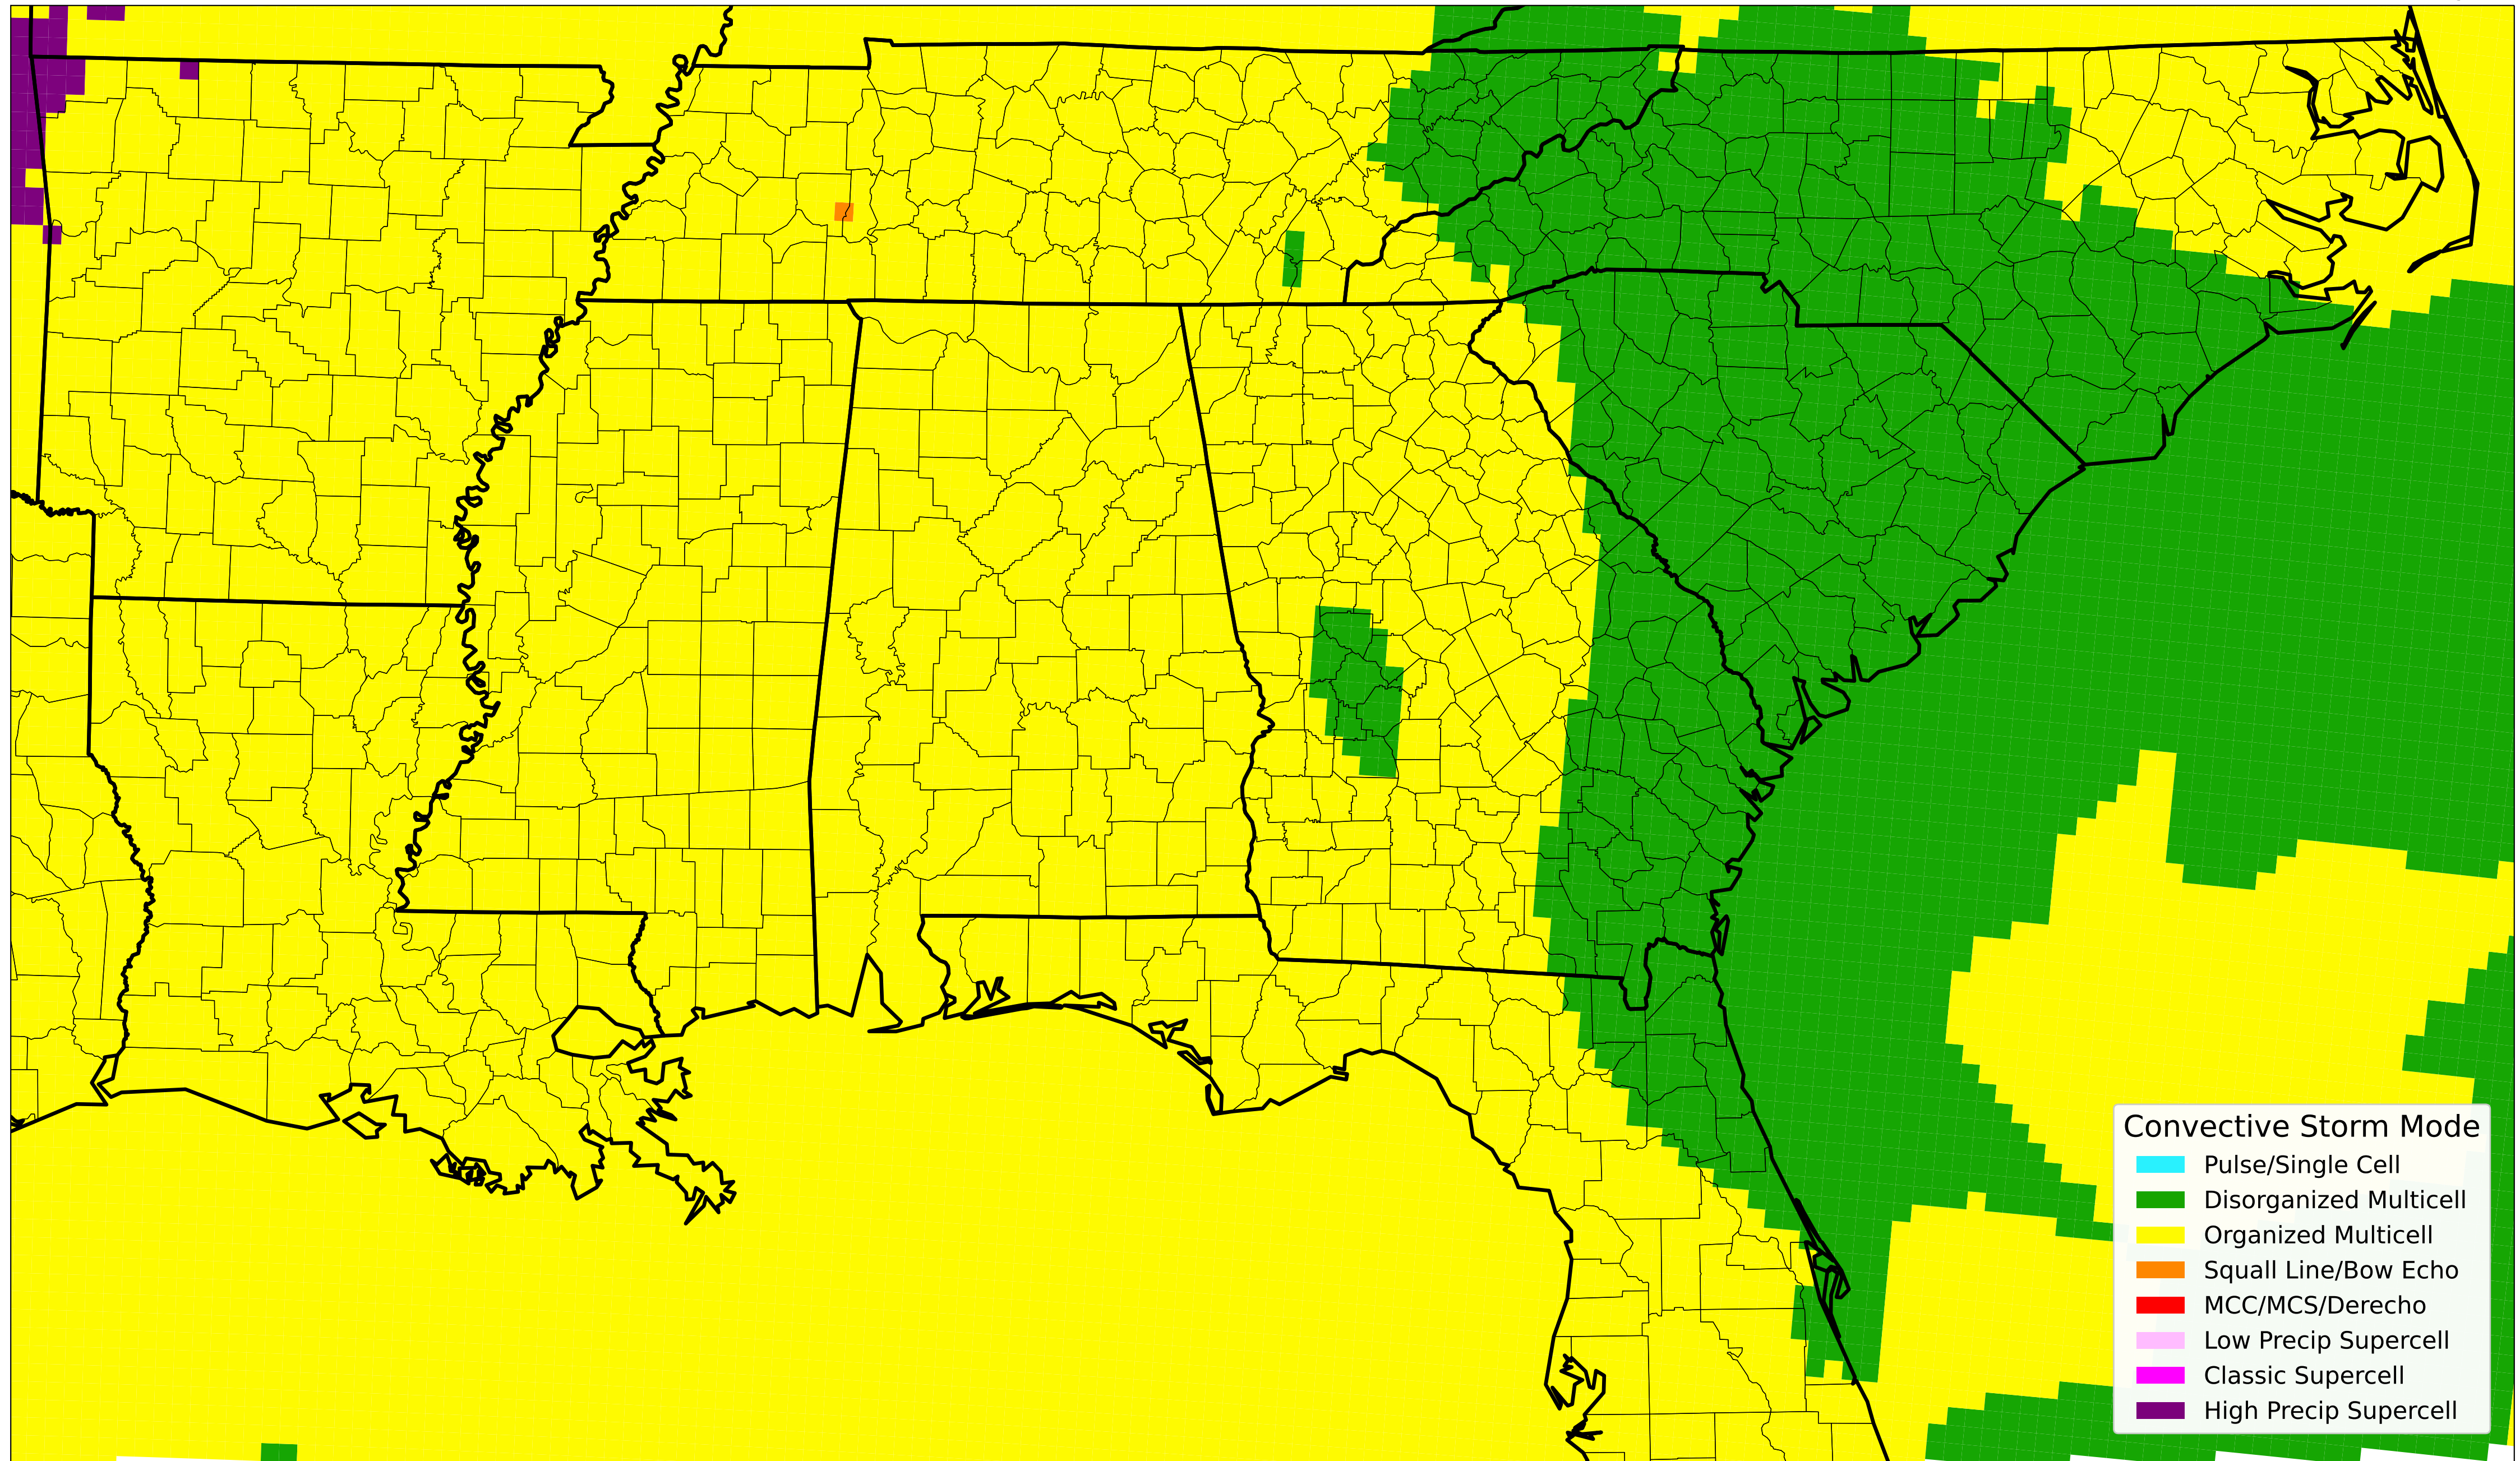 Convective Storm Mode
Pulse/Single Cell
Disorganized Multicell
Organized Multicell
Squall Line/Bow Echo
MCC/MCS/Derecho
Low Precip Supercell
Classic Supercell
High Precip Supercell